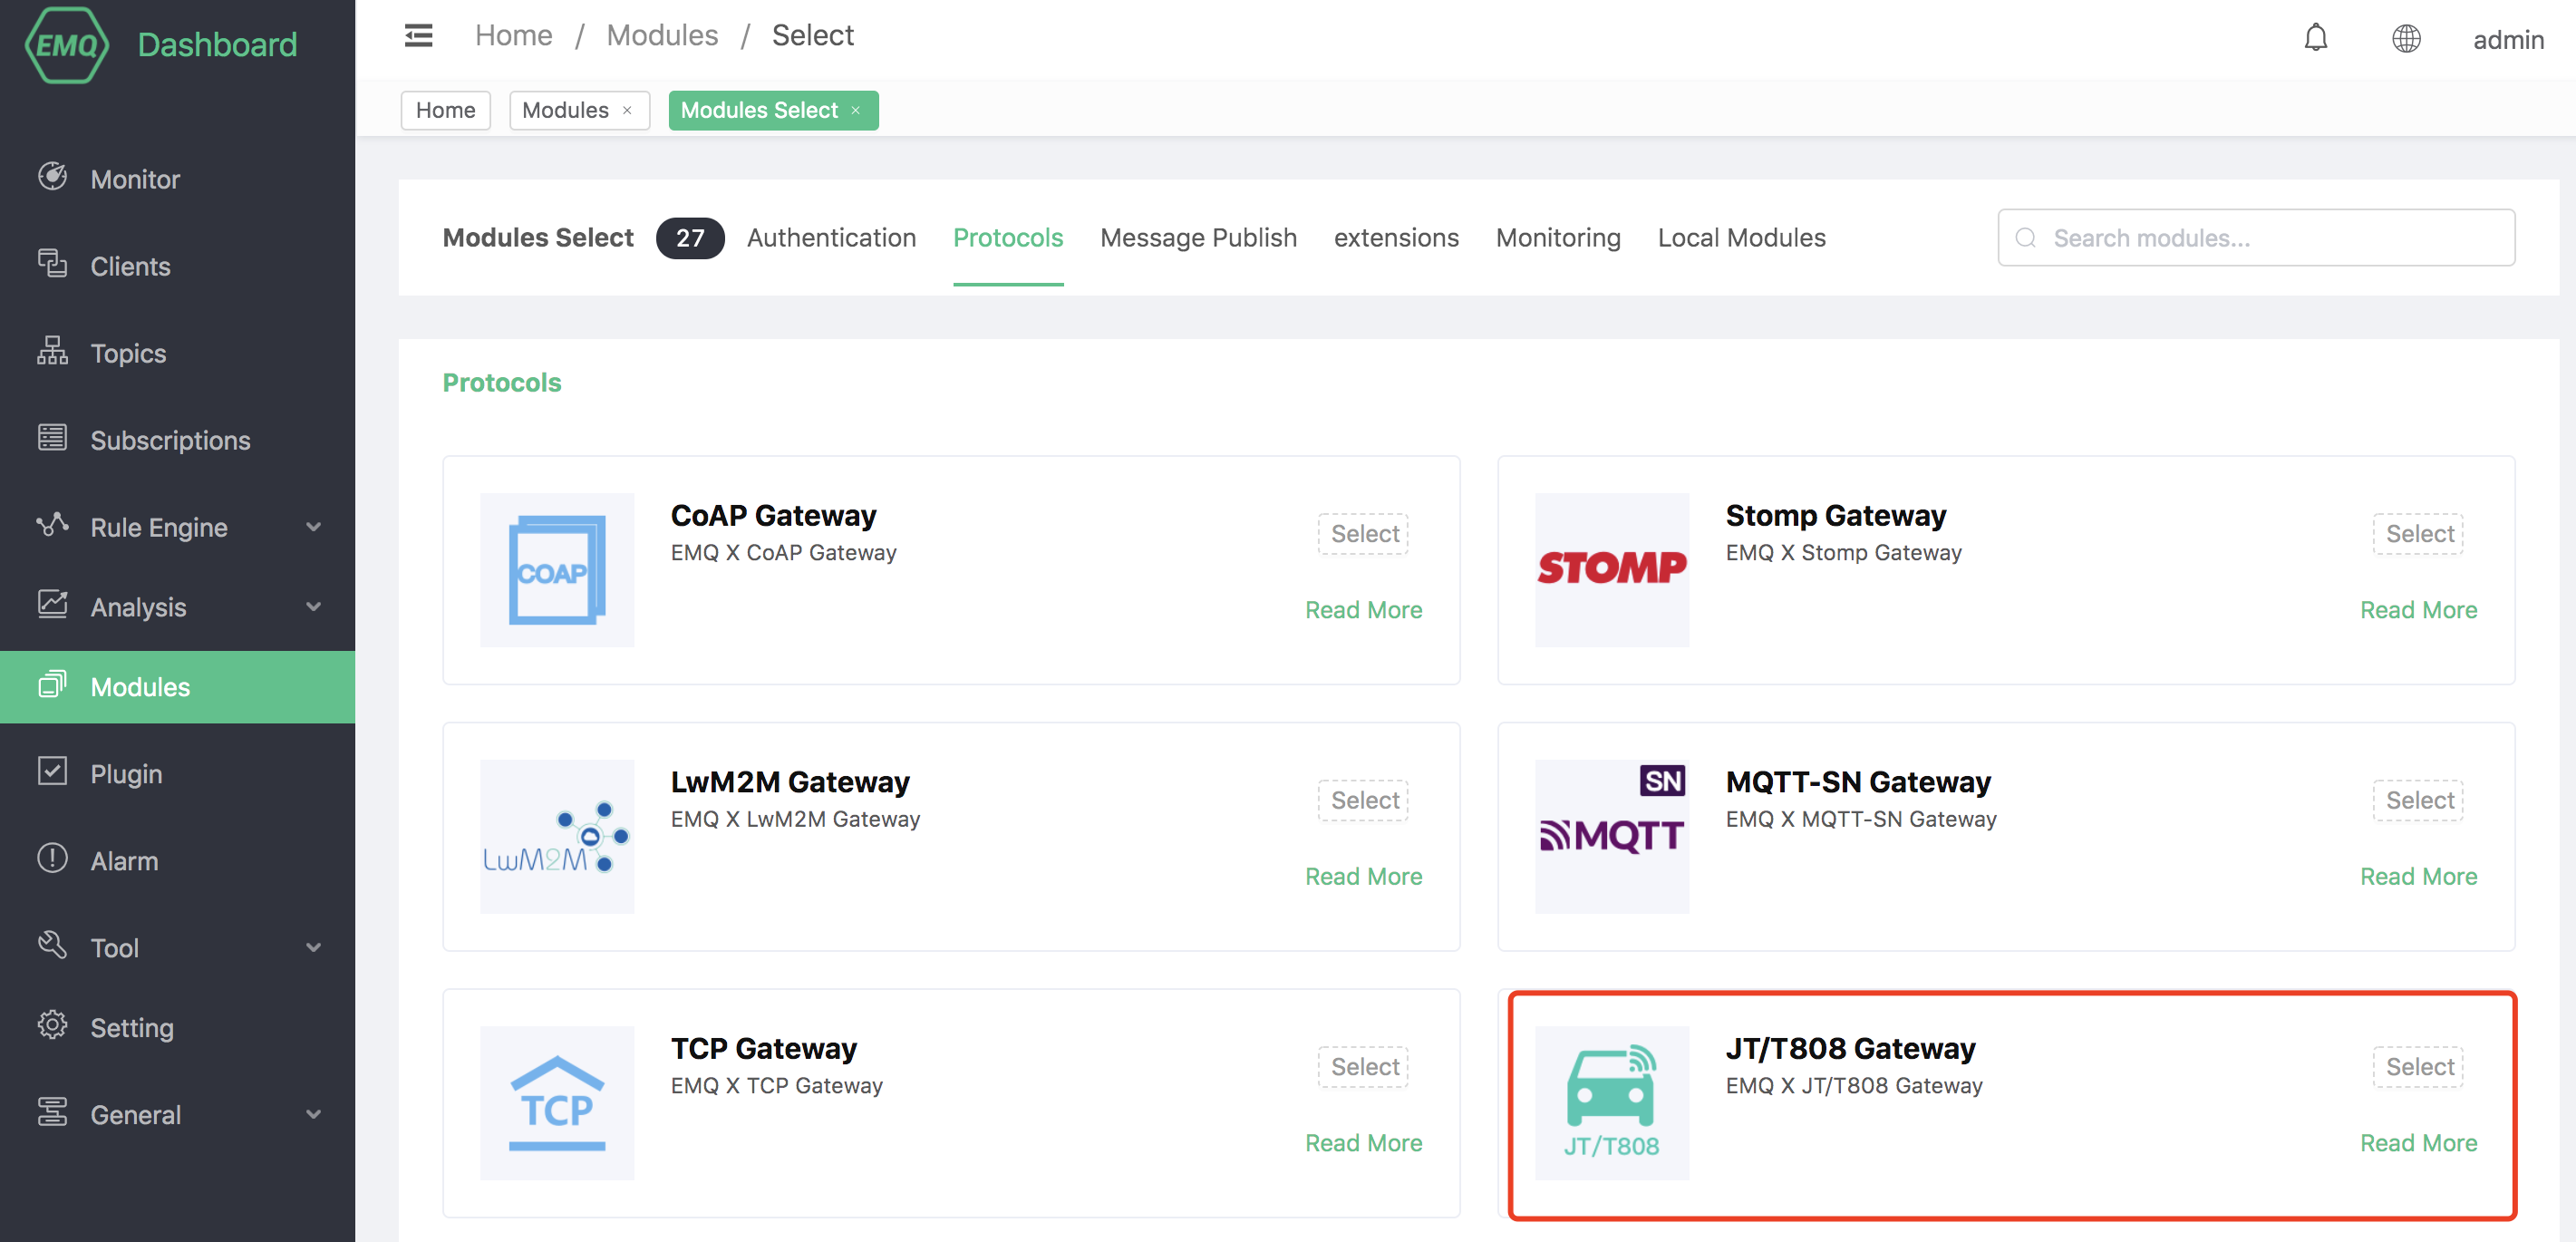 EMQ Dashboard
Home / Modules / Select
admin
Home
Modules ×
Modules Select ×
Monitor
Clients
Topics
Subscriptions
Rule Engine
Analysis
Modules
Plugin
Alarm
Tool
Setting
General
Modules Select 27 Authentication Protocols Message Publish extensions Monitoring Local Modules
Search modules...
Protocols
COAP
CoAP Gateway
EMQ X CoAP Gateway
Select
Read More
STOMP
Stomp Gateway
EMQ X Stomp Gateway
Select
Read More
LwM2M
LwM2M Gateway
EMQ X LwM2M Gateway
Select
Read More
SN
MQTT
MQTT-SN Gateway
EMQ X MQTT-SN Gateway
Select
Read More
TCP
TCP Gateway
EMQ X TCP Gateway
Select
Read More
JT/T808
JT/T808 Gateway
EMQ X JT/T808 Gateway
Select
Read More